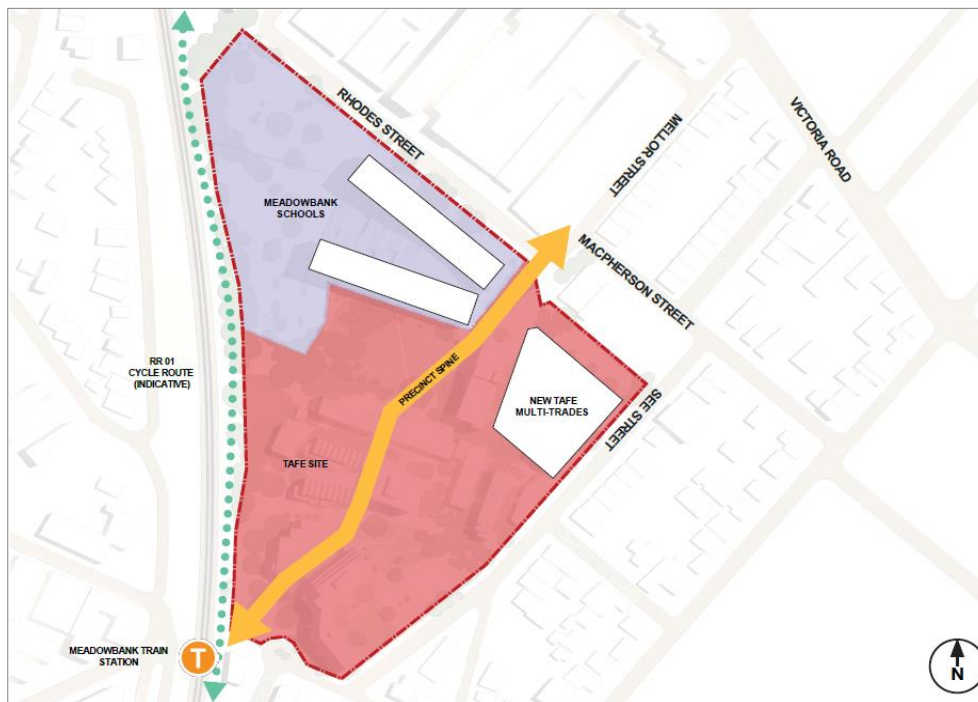 RHODES STREET
MELLOR STREET
VICTORIA ROAD
MEADOWBANK
SCHOOLS
MACPHERSON STREET
RR 01
CYCLE ROUTE
(INDICATIVE)
PRECINCT SPINE
NEW TAFE
MULTI-TRADES
SEE STREET
TAFE SITE
MEADOWBANK TRAIN
STATION
T
N